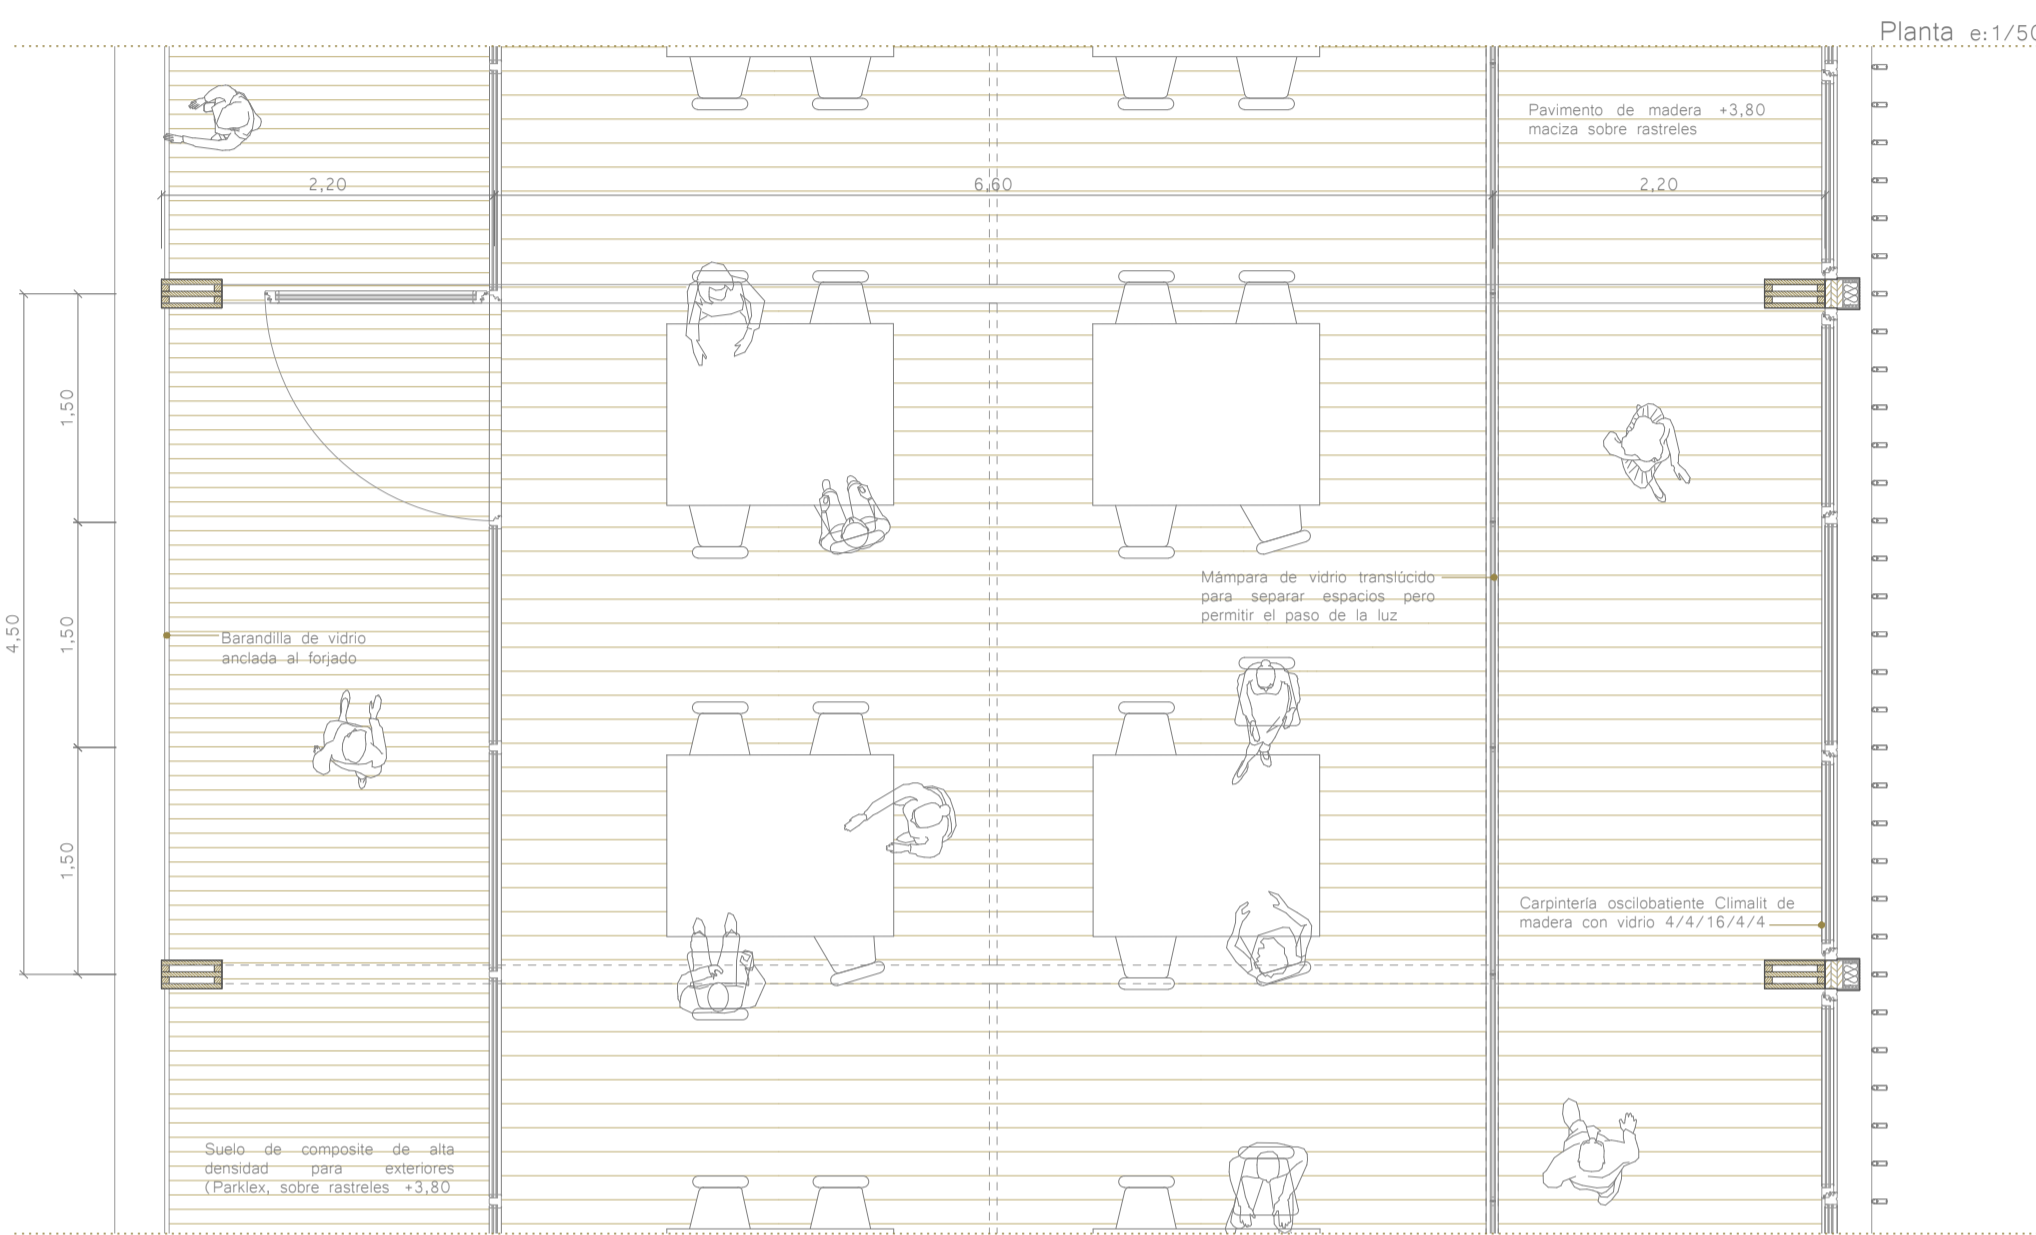 Planta e:1/50
Pavimento de madera +3,80
maciza sobre rastreles
2,20
6,60
2,20
1,50
4,50
1,50
1,50
Mámpara de vidrio translúcido
para separar espacios pero
permitir el paso de la luz
Barandilla de vidrio
anclada al forjado
Carpintería oscilobatiente Climalit de
madera con vidrio 4/4/16/4/4
Suelo de composite de alta
densidad para exteriores
(Parklex, sobre rastreles +3,80